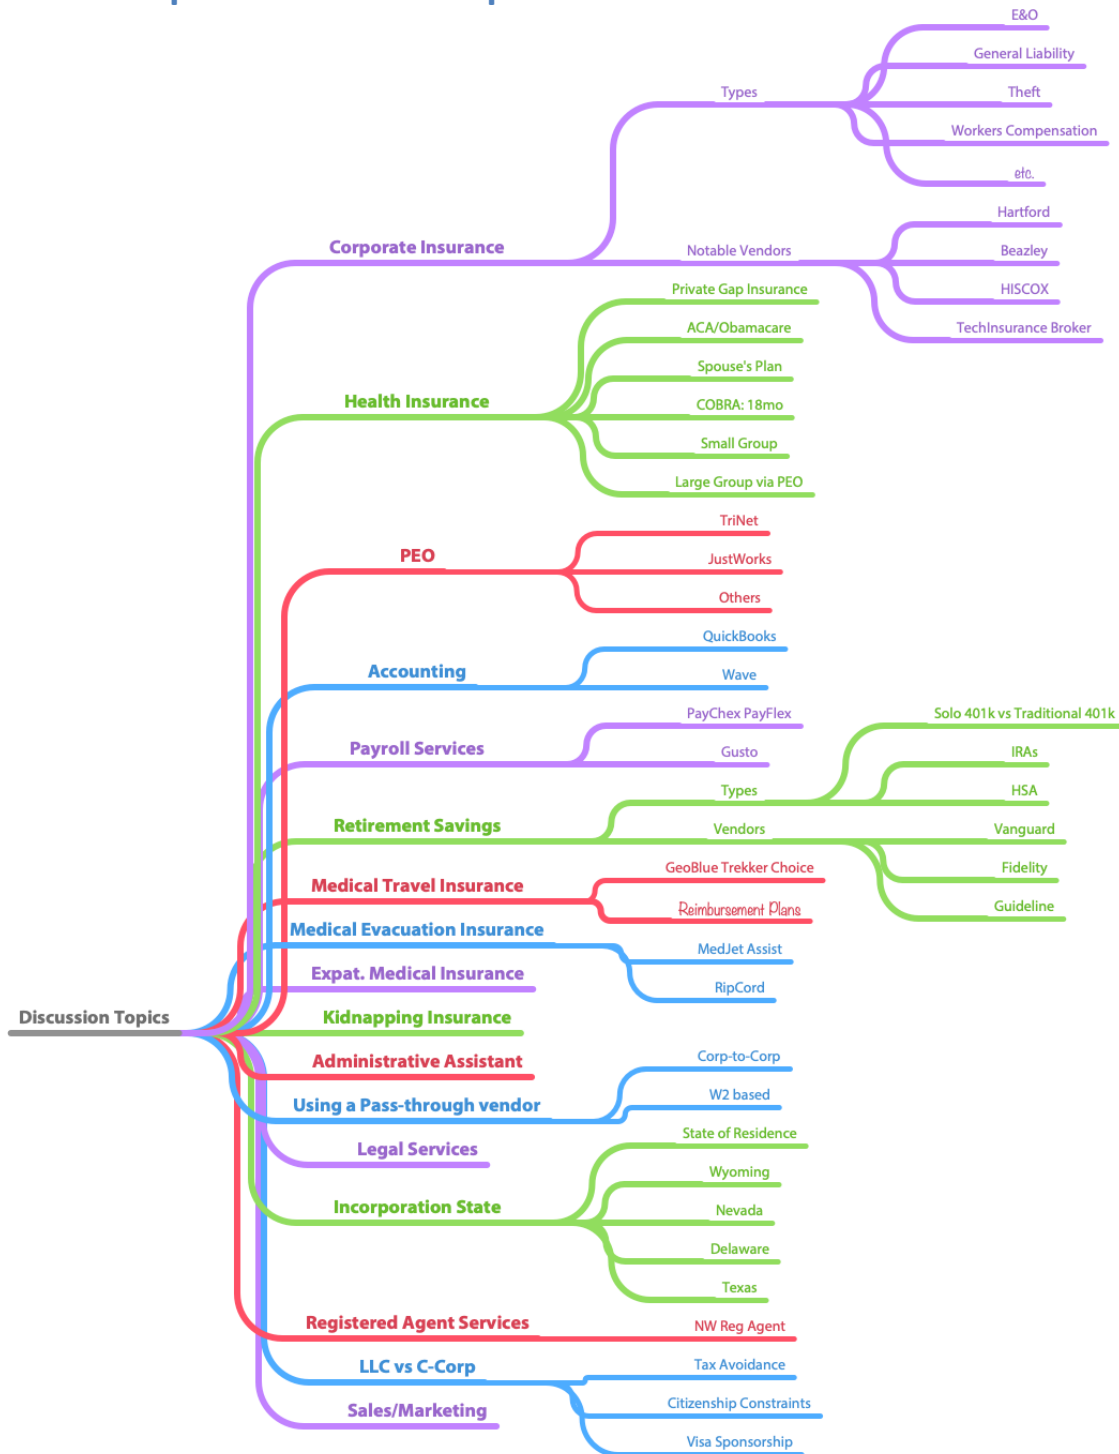 E&O
General Liability
Types
Theft
Workers Compensation
etc.
Hartford
Corporate Insurance
Notable Vendors
Beazley
Private Gap Insurance
HISCOX
ACA/Obamacare
TechInsurance Broker
Spouse's Plan
Health Insurance
COBRA: 18mo
Small Group
Large Group via PEO
TriNet
PEO
JustWorks
Others
QuickBooks
Accounting
Wave
PayChex PayFlex
Solo 401k vs Traditional 401k
Payroll Services
Gusto
IRAs
Types
HSA
Retirement Savings
Vendors
Vanguard
GeoBlue Trekker Choice
Fidelity
Medical Travel Insurance
Reimbursement Plans
Guideline
Medical Evacuation Insurance
MedJet Assist
Expat. Medical Insurance
RipCord
Discussion Topics
Kidnapping Insurance
Corp-to-Corp
Administrative Assistant
W2 based
Using a Pass-through vendor
State of Residence
Legal Services
Wyoming
Incorporation State
Nevada
Delaware
Texas
Registered Agent Services
NW Reg Agent
LLC vs C-Corp
Tax Avoidance
Citizenship Constraints
Sales/Marketing
Visa Sponsorship